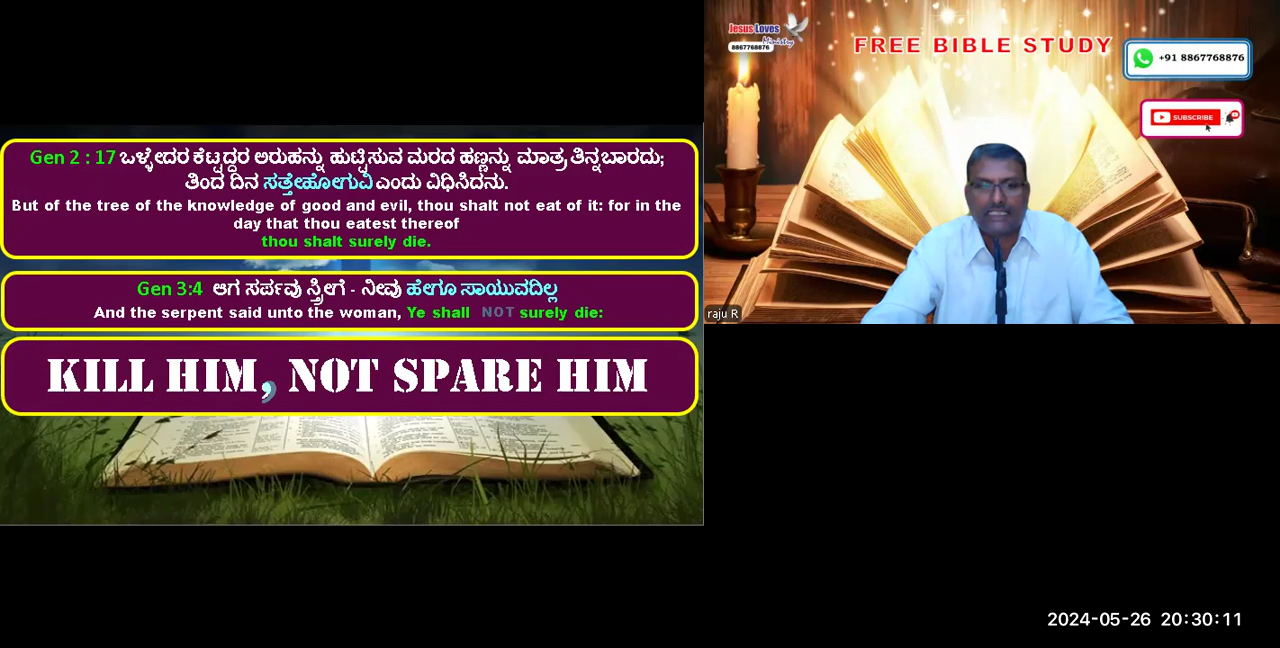 Gen 2 : 17 ಒಳ್ಳೇದರ ಕೆಟ್ಟದ್ದರ ಅರುಹನ್ನು ಹುಟ್ಟಿಸುವ ಮರದ ಹಣ್ಣನ್ನು ಮಾತ್ರ ತಿನ್ನಬಾರದು;
ತಿಂದ ದಿನ ಸತ್ತೇಹೋಗುವಿ ಎಂದು ವಿಧಿಸಿದನು.
But of the tree of the knowledge of good and evil, thou shalt not eat of it: for in the
day that thou eatest thereof
thou shalt surely die.
Gen 3:4 ಆಗ ಸರ್ಪವು ಸ್ತ್ರೀಗೆ - ನೀವು ಹೇಗೂ ಸಾಯುವದಿಲ್ಲ
And the serpent said unto the woman, Ye shall NOT surely die:
KILL HIM, NOT SPARE HIM
Jesus Loves
Ministry
8867768876
FREE BIBLE STUDY
+91 8867768876
SUBSCRIBE
raju R
2024-05-26 20:30:11